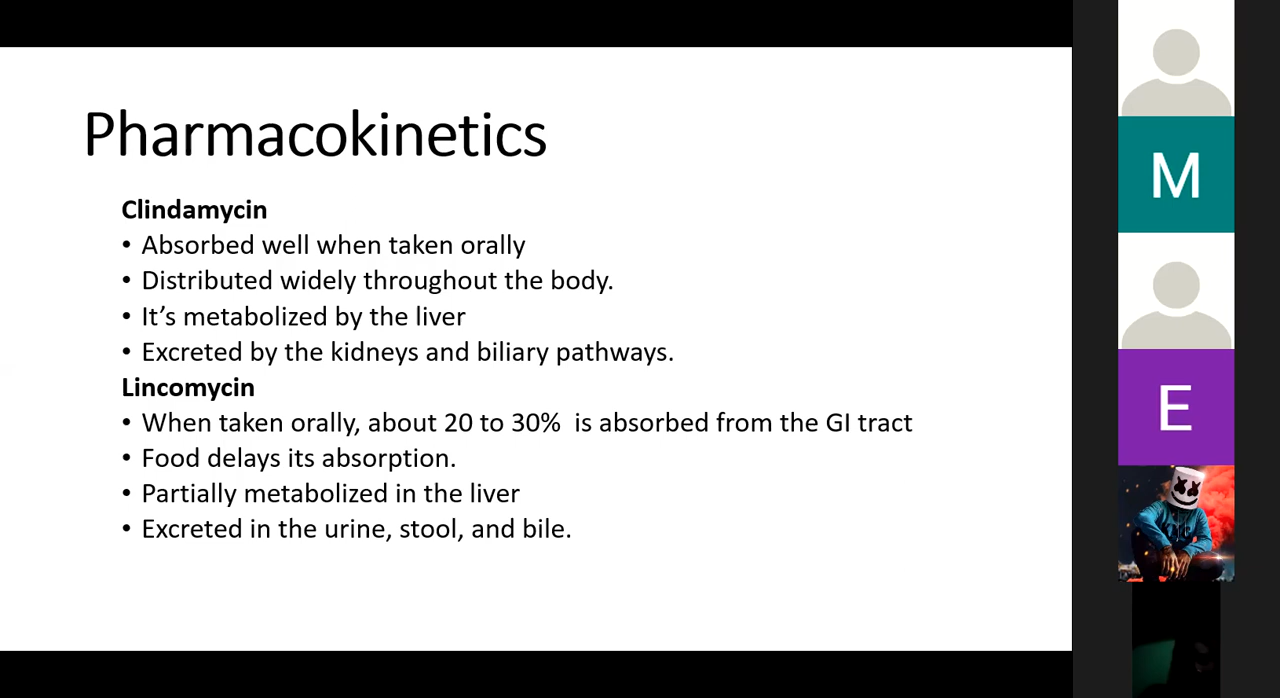 Pharmacokinetics
Clindamycin
• Absorbed well when taken orally
• Distributed widely throughout the body.
• It’s metabolized by the liver
• Excreted by the kidneys and biliary pathways.
Lincomycin
• When taken orally, about 20 to 30%  is absorbed from the GI tract
• Food delays its absorption.
• Partially metabolized in the liver
• Excreted in the urine, stool, and bile.
M
E